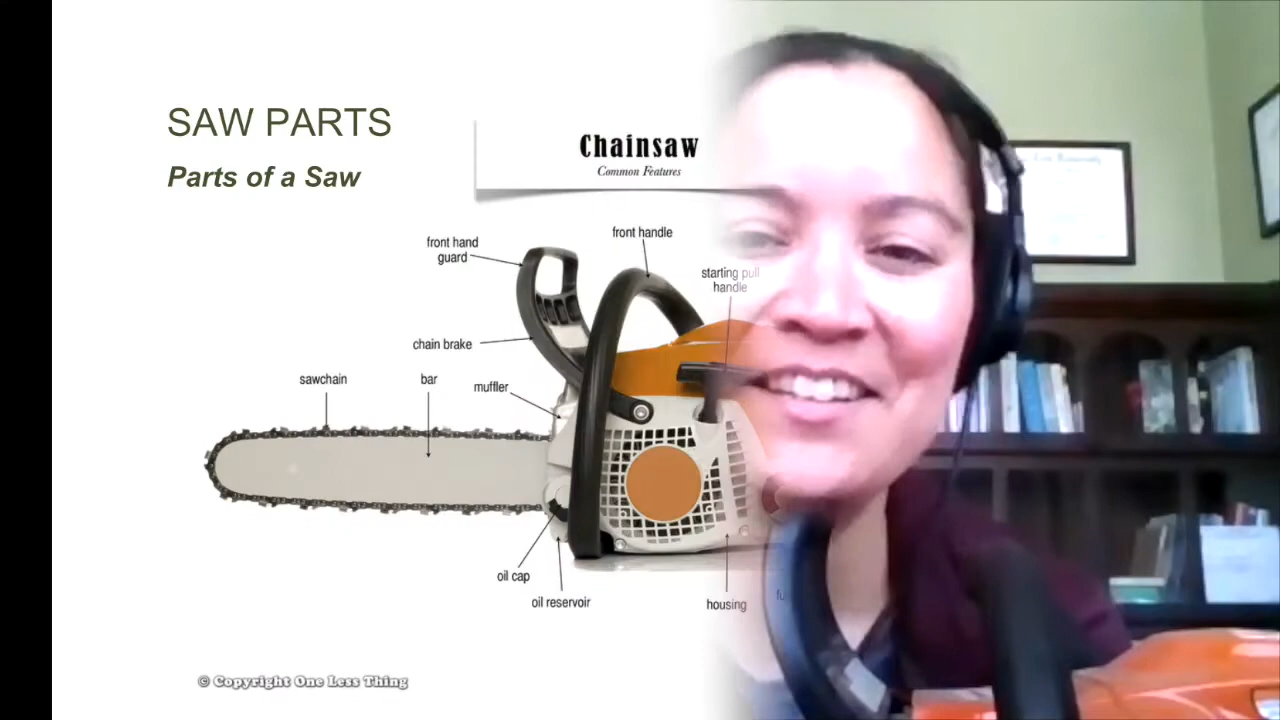 SAW PARTS
Parts of a Saw
Chainsaw
Common Features
front hand
guard
front handle
starting pull
handle
chain brake
sawchain
bar
muffler
oil cap
oil reservoir
housing
© Copyright One Less Thing